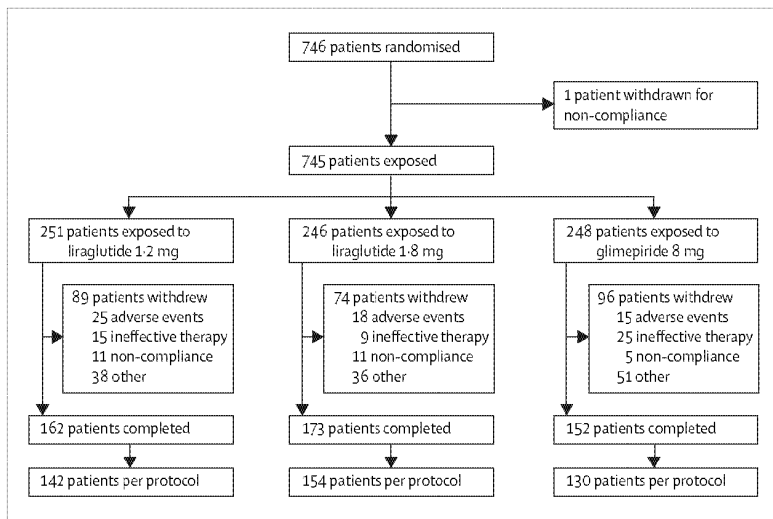 746 patients randomised
1 patient withdrawn for
non-compliance
745 patients exposed
251 patients exposed to
liraglutide 1·2 mg
246 patients exposed to
liraglutide 1·8 mg
248 patients exposed to
glimepiride 8 mg
89 patients withdrew
25 adverse events
15 ineffective therapy
11 non-compliance
38 other
74 patients withdrew
18 adverse events
9 ineffective therapy
11 non-compliance
36 other
96 patients withdrew
15 adverse events
25 ineffective therapy
5 non-compliance
51 other
162 patients completed
173 patients completed
152 patients completed
142 patients per protocol
154 patients per protocol
130 patients per protocol